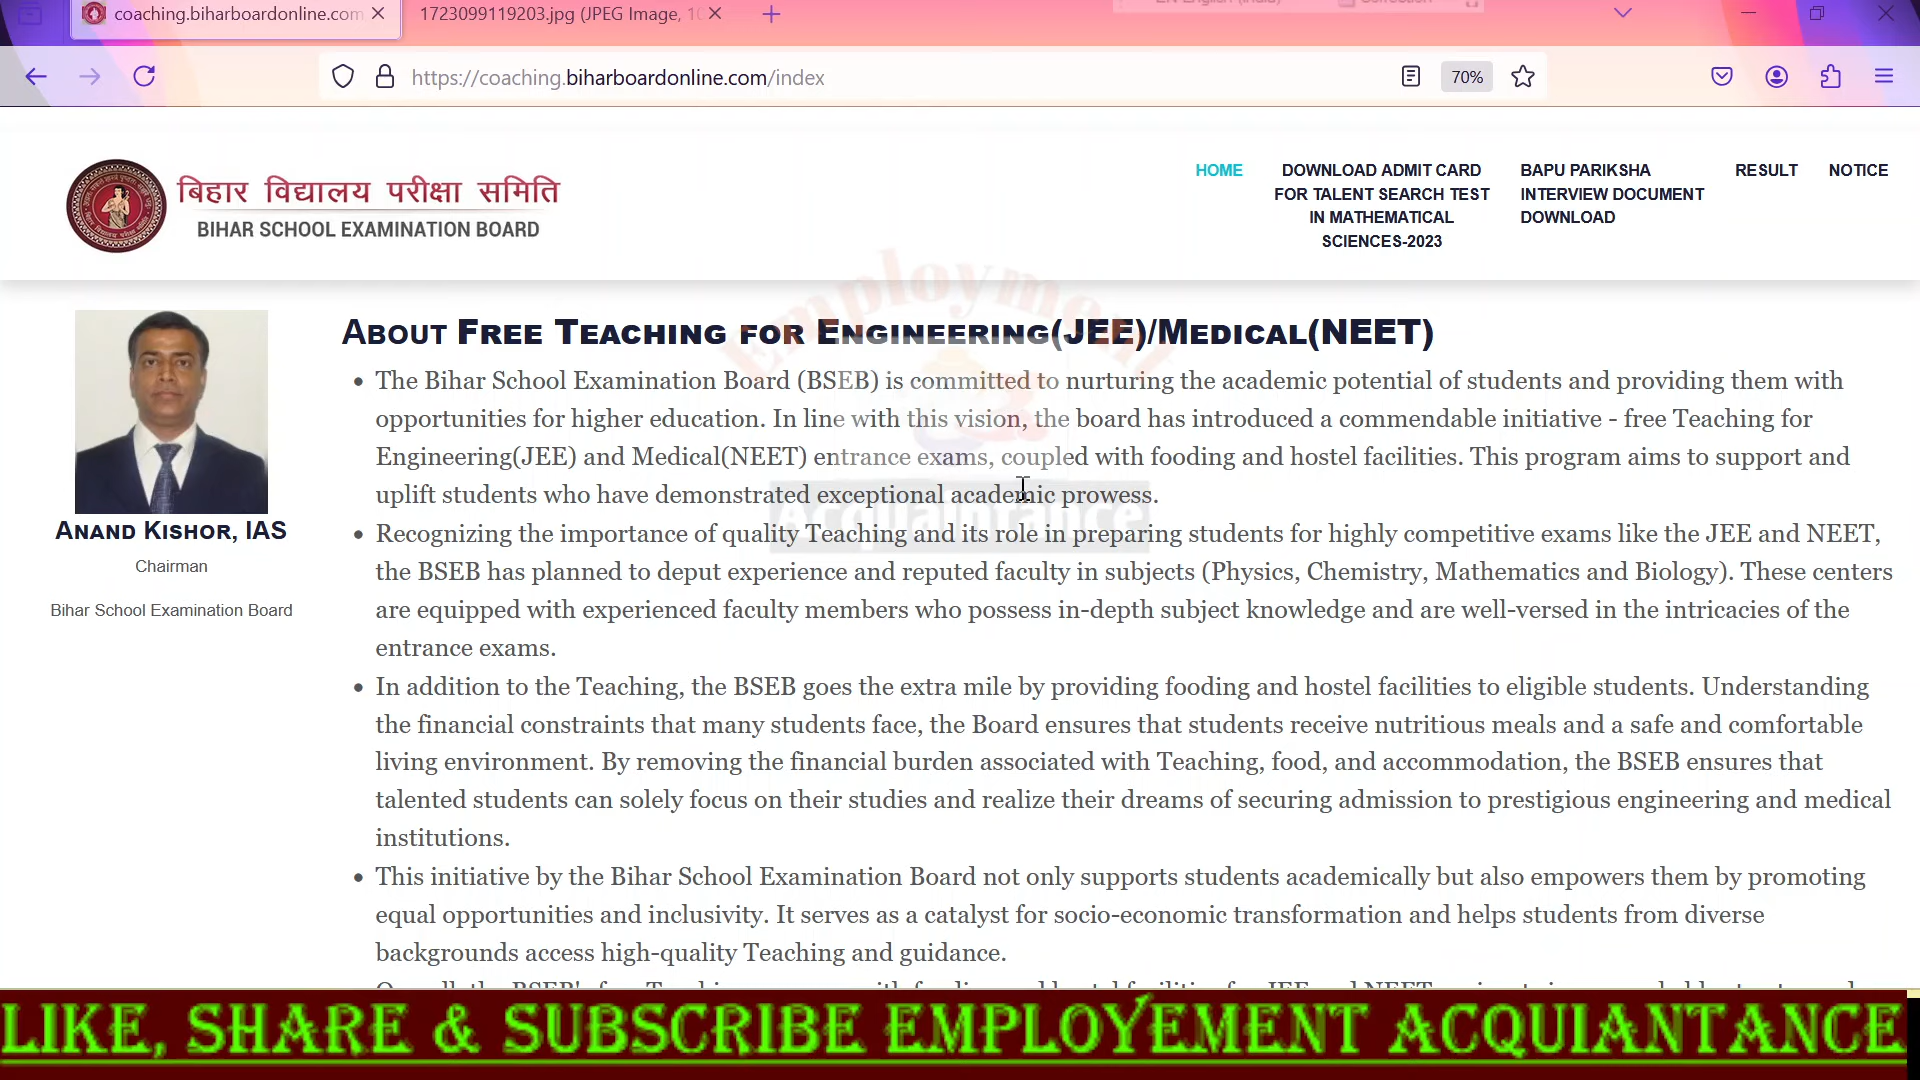 coaching.biharboardonline.com
1723099119203.jpg (JPEG Image, 10
https://coaching.biharboardonline.com/index
70%
बिहार विद्यालय परीक्षा समिति
BIHAR SCHOOL EXAMINATION BOARD
HOME
DOWNLOAD ADMIT CARD
FOR TALENT SEARCH TEST
IN MATHEMATICAL
SCIENCES-2023
BAPU PARIKSHA
INTERVIEW DOCUMENT
DOWNLOAD
RESULT
NOTICE
ANAND KISHOR, IAS
Chairman
Bihar School Examination Board
ABOUT FREE TEACHING FOR ENGINEERING(JEE)/MEDICAL(NEET)
• The Bihar School Examination Board (BSEB) is committed to nurturing the academic potential of students and providing them with
opportunities for higher education. In line with this vision, the board has introduced a commendable initiative - free Teaching for
Engineering(JEE) and Medical(NEET) entrance exams, coupled with fooding and hostel facilities. This program aims to support and
uplift students who have demonstrated exceptional academic prowess.
• Recognizing the importance of quality Teaching and its role in preparing students for highly competitive exams like the JEE and NEET,
the BSEB has planned to deput experience and reputed faculty in subjects (Physics, Chemistry, Mathematics and Biology). These centers
are equipped with experienced faculty members who possess in-depth subject knowledge and are well-versed in the intricacies of the
entrance exams.
• In addition to the Teaching, the BSEB goes the extra mile by providing fooding and hostel facilities to eligible students. Understanding
the financial constraints that many students face, the Board ensures that students receive nutritious meals and a safe and comfortable
living environment. By removing the financial burden associated with Teaching, food, and accommodation, the BSEB ensures that
talented students can solely focus on their studies and realize their dreams of securing admission to prestigious engineering and medical
institutions.
• This initiative by the Bihar School Examination Board not only supports students academically but also empowers them by promoting
equal opportunities and inclusivity. It serves as a catalyst for socio-economic transformation and helps students from diverse
backgrounds access high-quality Teaching and guidance.
Employment
Acquaintance
LIKE, SHARE & SUBSCRIBE EMPLOYEMENT ACQUIANTANCE